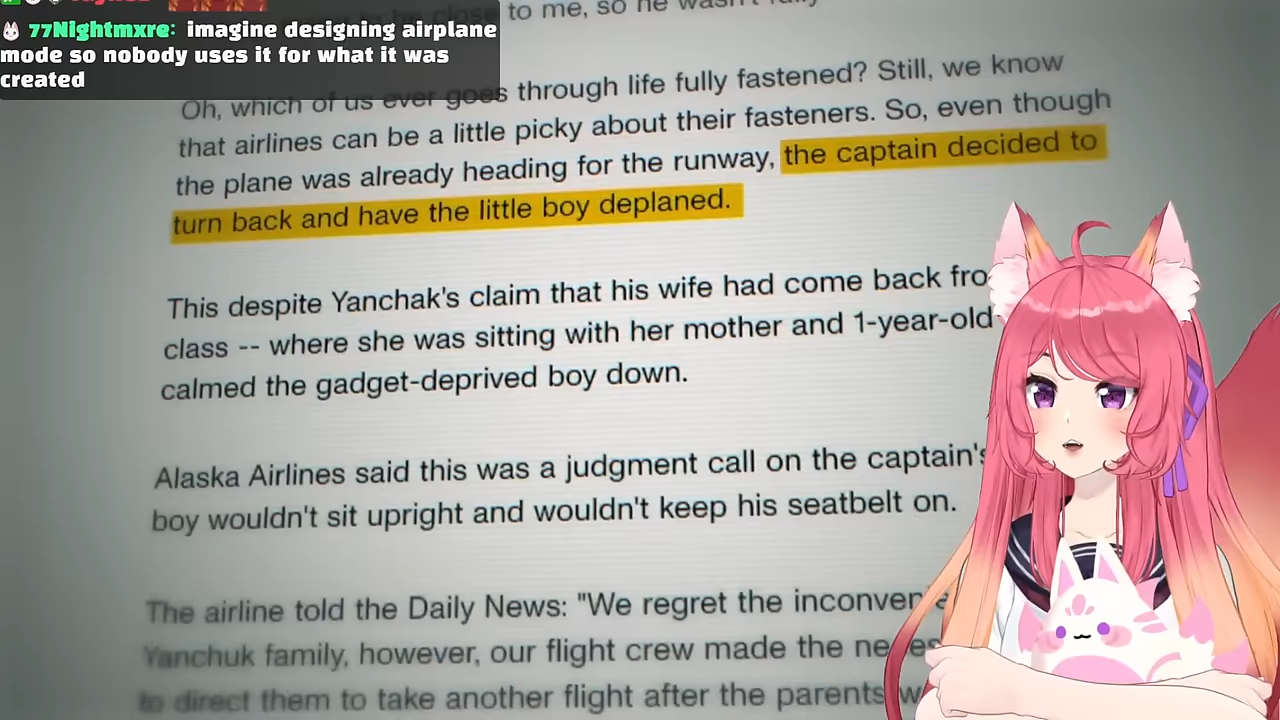 77Nightmxre: imagine designing airplane
mode so nobody uses it for what it was
created
to me, so he wasn't
Oh, which of us ever goes through life fully fastened? Still, we know
that airlines can be a little picky about their fasteners. So, even though
the plane was already heading for the runway, the captain decided to
turn back and have the little boy deplaned.
This despite Yanchak's claim that his wife had come back fro
class -- where she was sitting with her mother and 1-year-old
calmed the gadget-deprived boy down.
Alaska Airlines said this was a judgment call on the captain's
boy wouldn't sit upright and wouldn't keep his seatbelt on.
The airline told the Daily News: "We regret the inconven
Yanchuk family, however, our flight crew made the
to direct them to take another flight after the parents